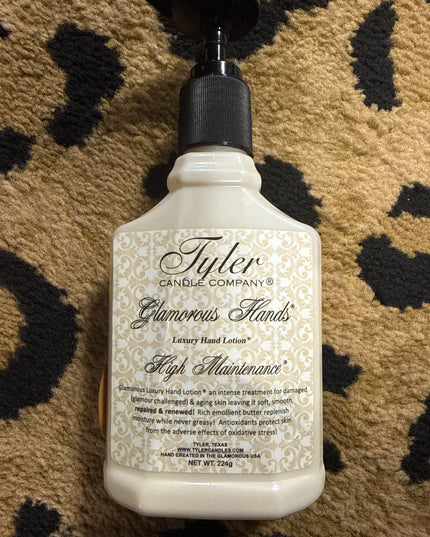 Tyler
CANDLE COMPANY®
Glamorous Hands®
Luxury Hand Lotion®
High Maintenance®
Glamorous Luxury Hand Lotion® an intense treatment for damaged
(glamour challenged) & aging skin leaving it soft, smooth,
repaired & renewed! Rich emollient butter replenish
moisture while never greasy! Antioxidants protect skin
from the adverse effects of oxidative stress!
TYLER, TEXAS
WWW.TYLERCANDLES.COM
HAND CREATED IN THE GLAMOROUS USA
NET WT. 224g